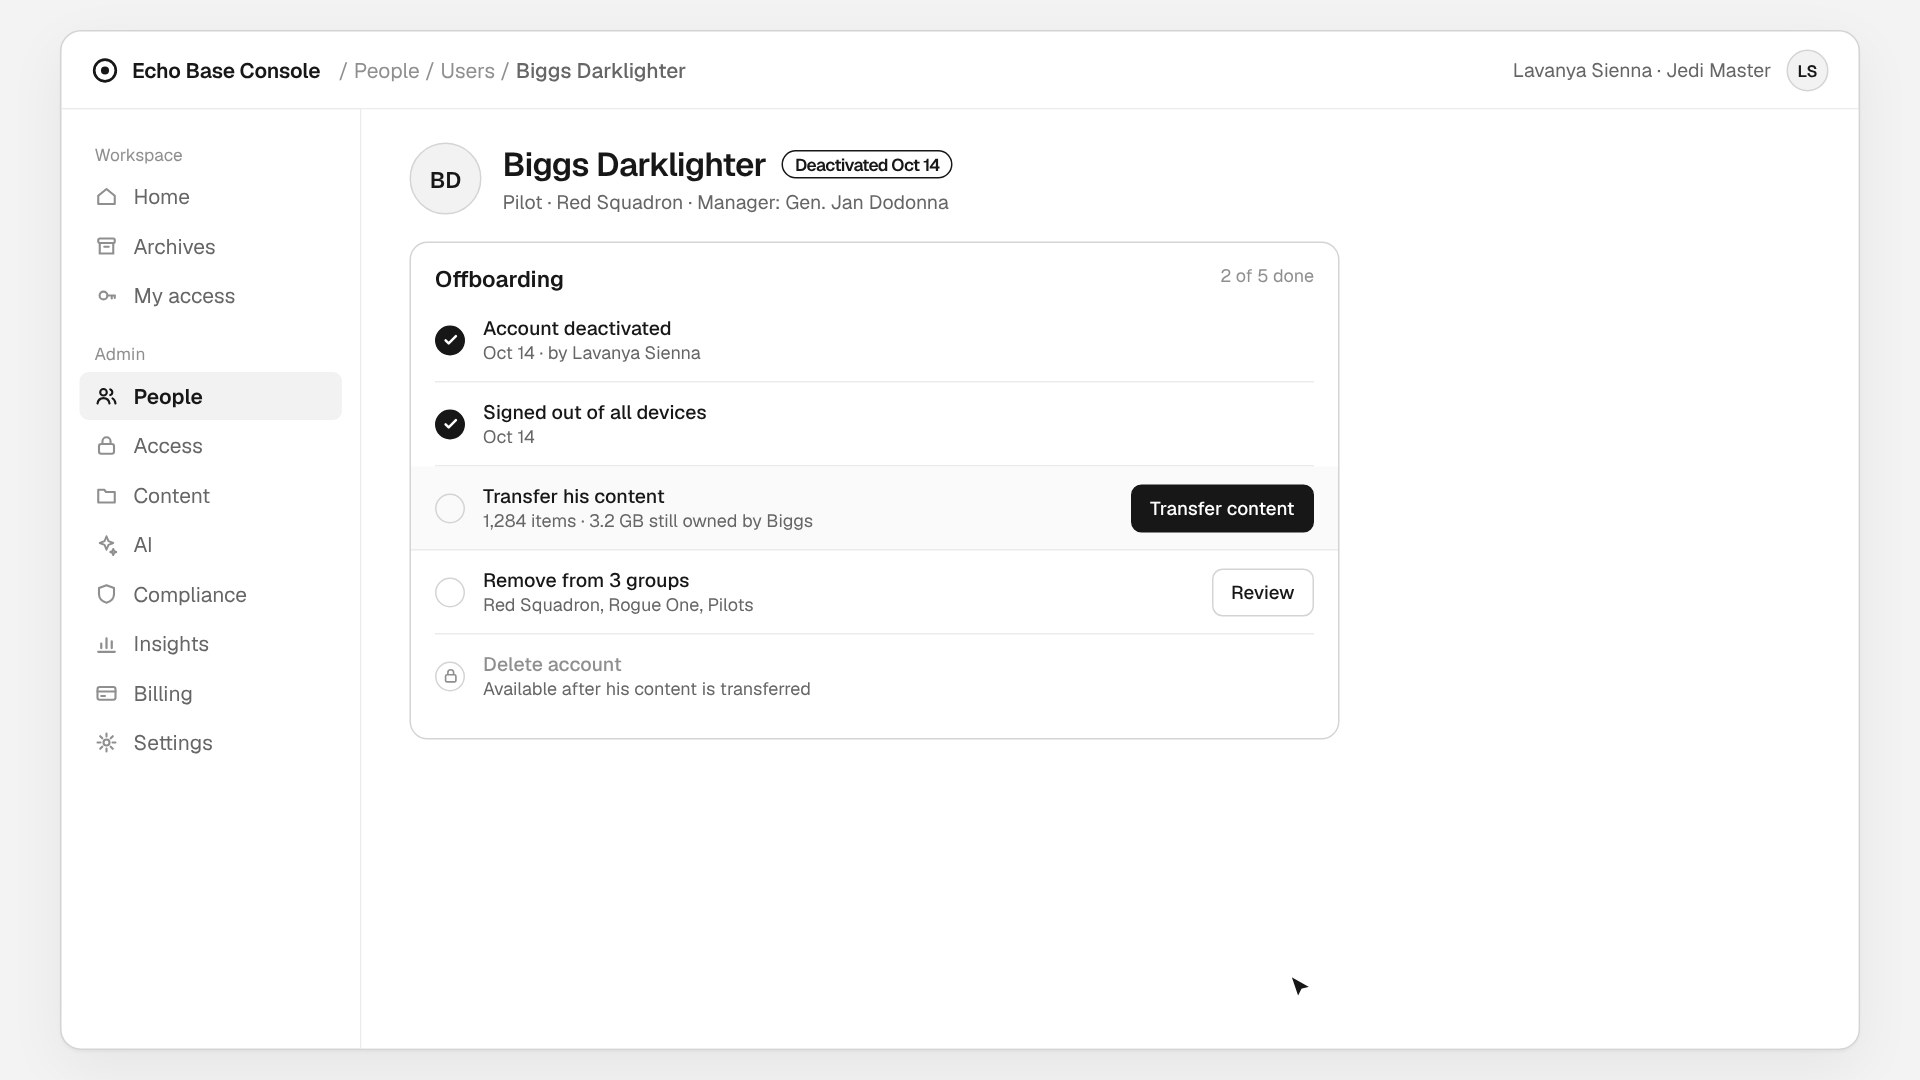 Echo Base Console / People / Users / Biggs Darklighter
Lavanya Sienna · Jedi Master
LS
Workspace
Home
Archives
My access
Admin
People
Access
Content
AI
Compliance
Insights
Billing
Settings
BD
Biggs Darklighter
Deactivated Oct 14
Pilot · Red Squadron · Manager: Gen. Jan Dodonna
Offboarding
2 of 5 done
Account deactivated
Oct 14 · by Lavanya Sienna
Signed out of all devices
Oct 14
Transfer his content
1,284 items · 3.2 GB still owned by Biggs
Transfer content
Remove from 3 groups
Red Squadron, Rogue One, Pilots
Review
Delete account
Available after his content is transferred